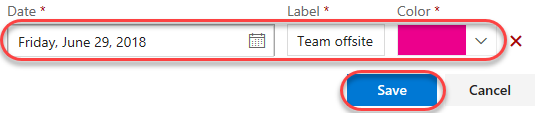 Date * Label * Color *
Friday, June 29, 2018 Team offsite
Save Cancel